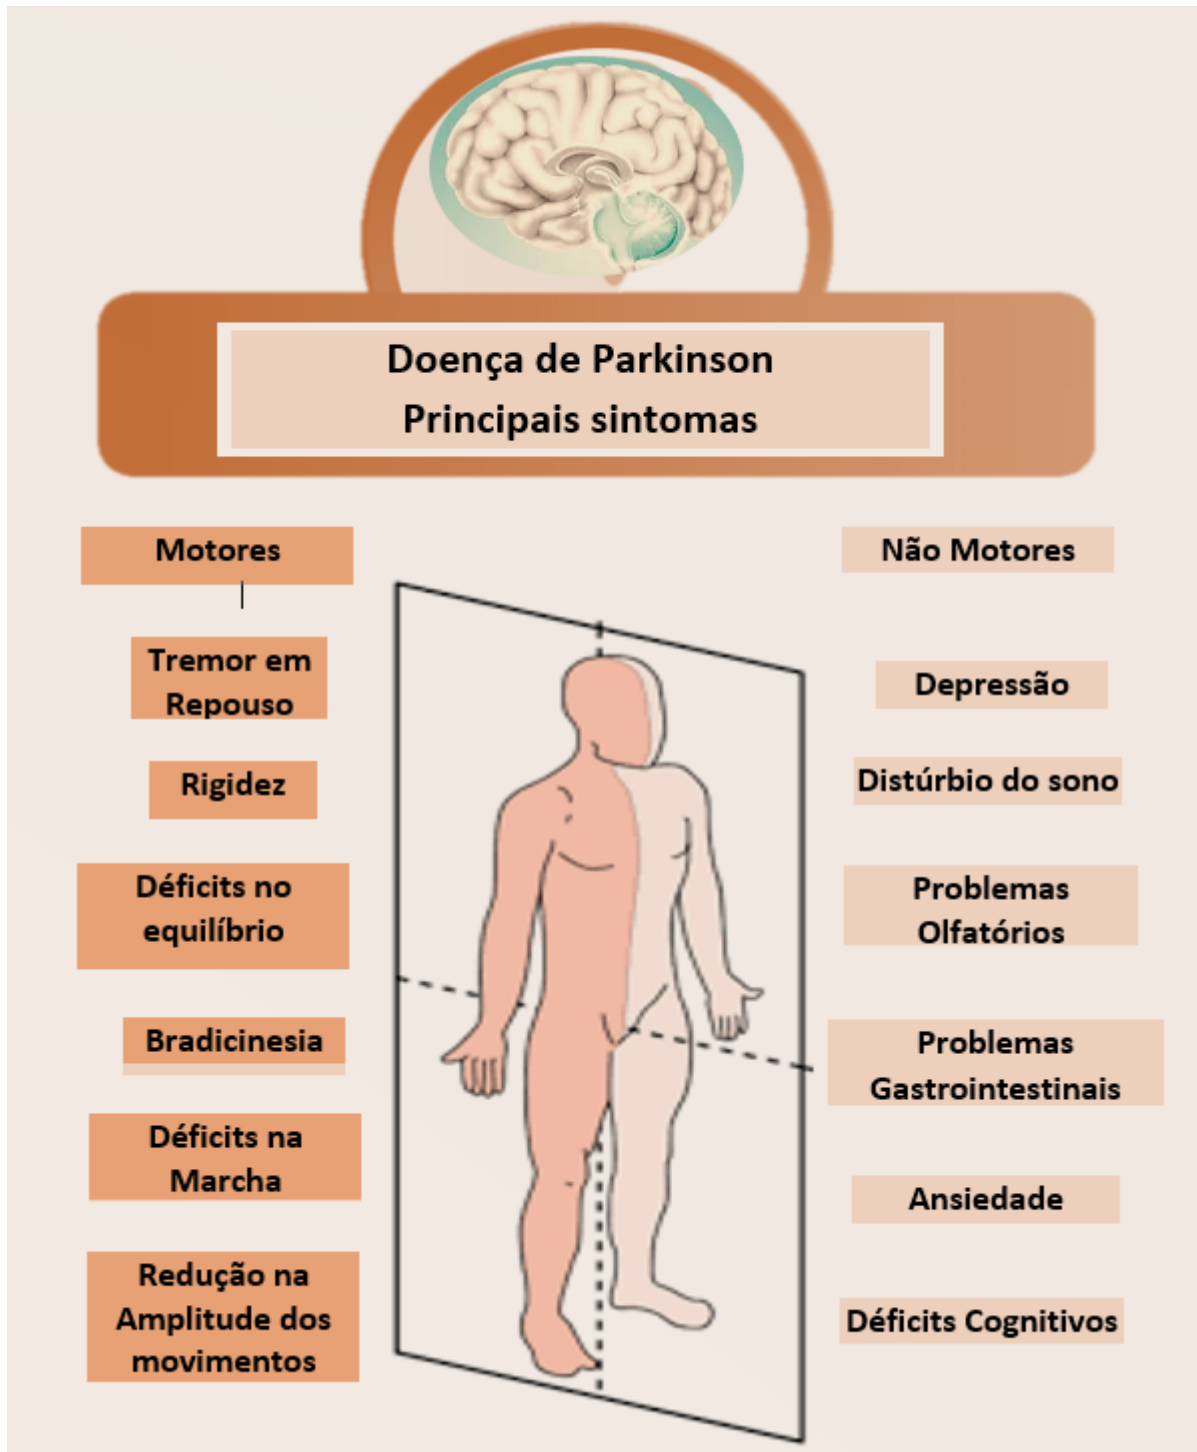 Doença de Parkinson
Principais sintomas
Motores
Tremor em
Repouso
Rigidez
Déficits no
equilíbrio
Bradicinesia
Déficits na
Marcha
Redução na
Amplitude dos
movimentos
Não Motores
Depressão
Distúrbio do sono
Problemas
Olfatórios
Problemas
Gastrointestinais
Ansiedade
Déficits Cognitivos